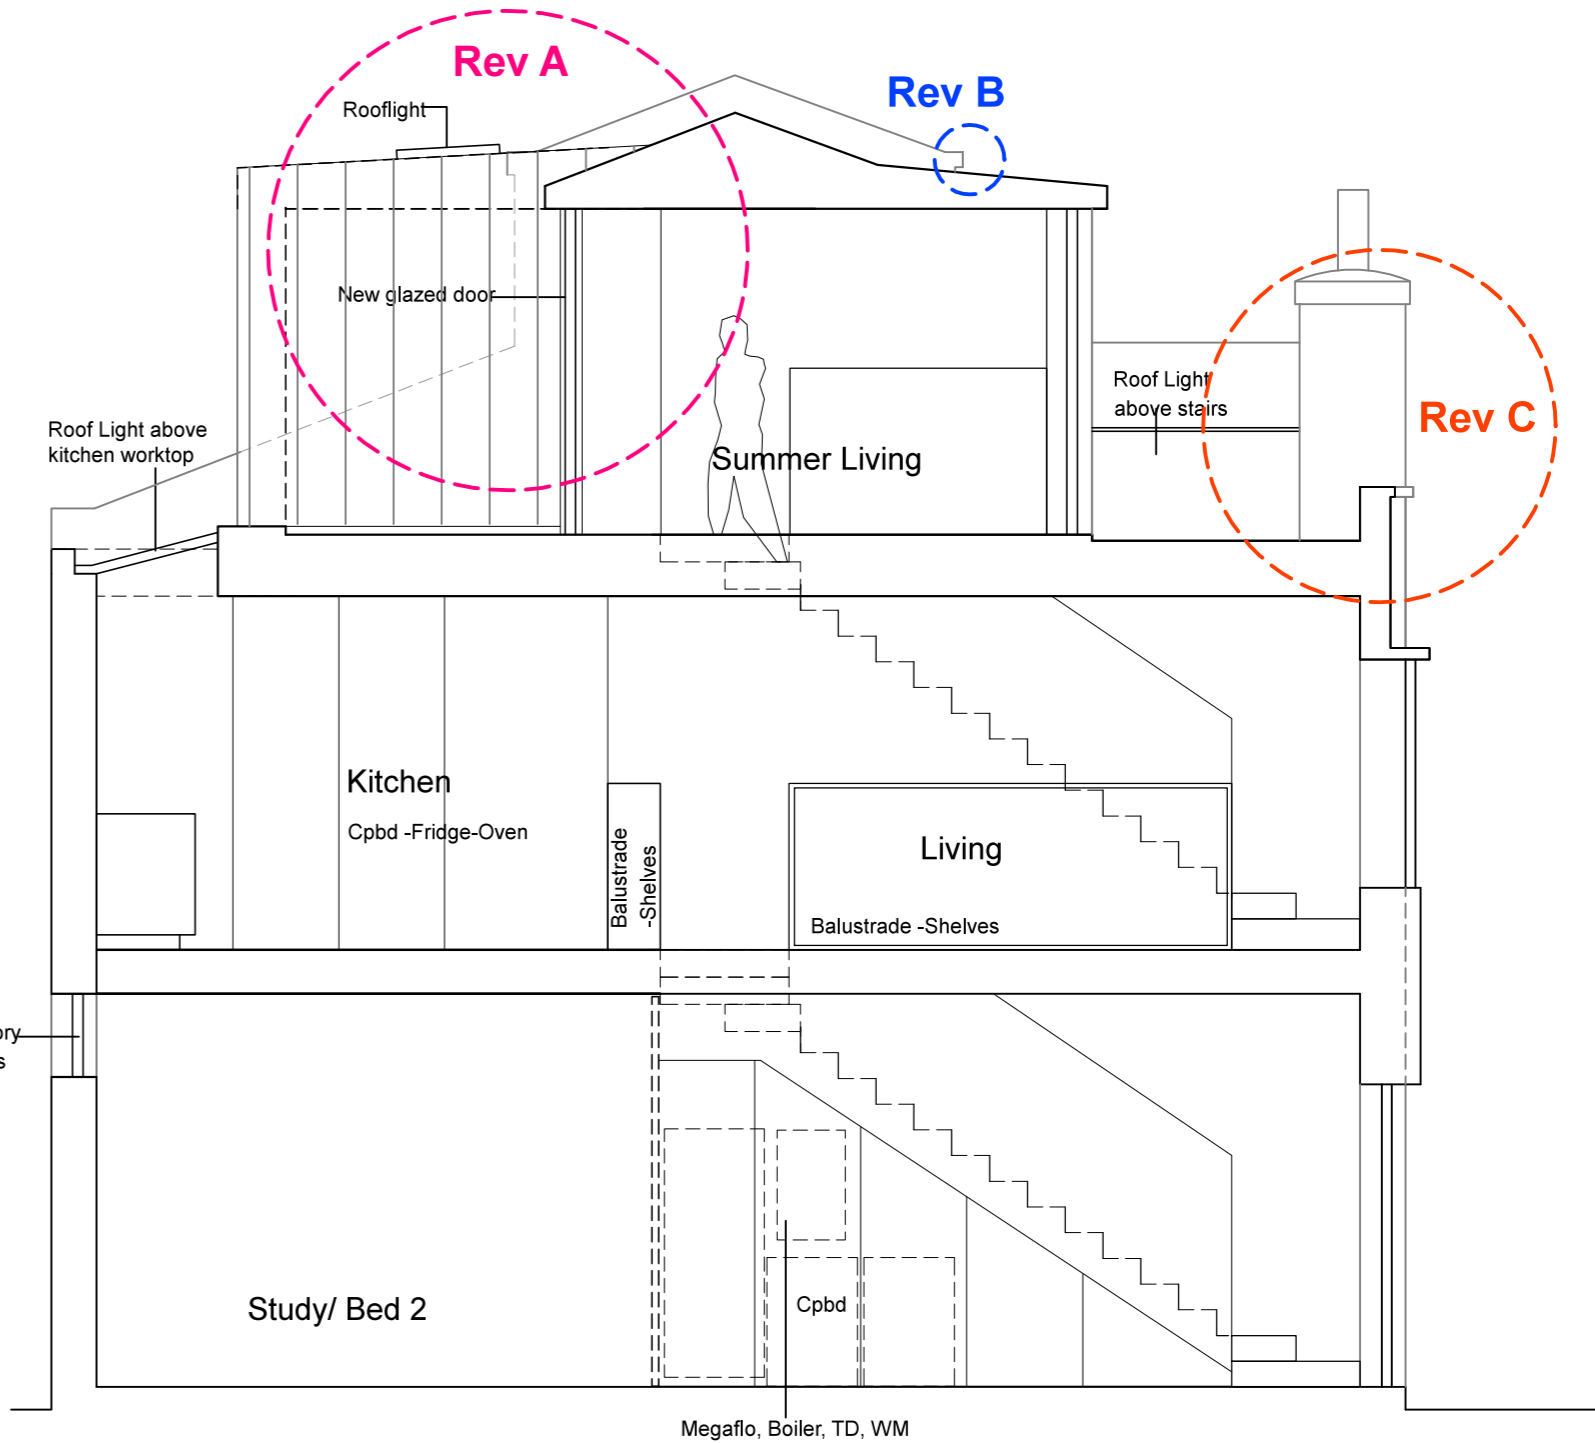 Rev A
Rev B
Rooflight
New glazed door
Roof Light
above stairs
Rev C
Roof Light above
kitchen worktop
Summer Living
Kitchen
Cpbd -Fridge-Oven
Balustrade
-Shelves
Living
Balustrade -Shelves
Study/ Bed 2
Cpbd
Megaflo, Boiler, TD, WM